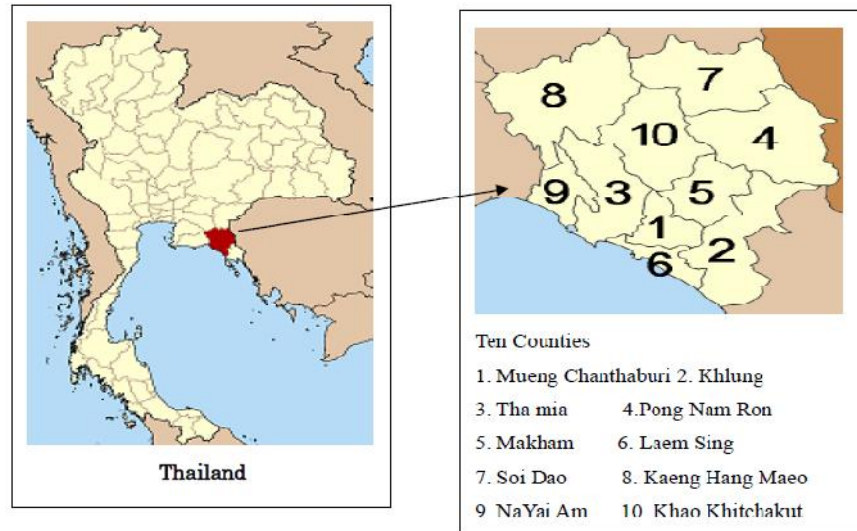 Thailand
8
7
10
4
9
3
5
1
2
6
Ten Counties
1. Mueng Chanthaburi 2. Khlung
3. Tha mia 4.Pong Nam Ron
5. Makham 6. Laem Sing
7. Soi Dao 8. Kaeng Hang Maeo
9 NaYai Am 10. Khao Khitchakut